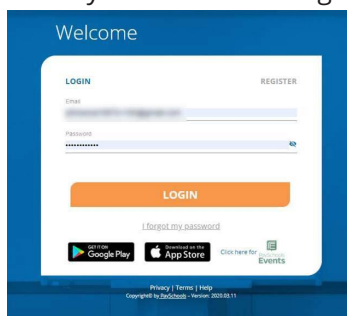 Welcome
LOGIN REGISTER
Email
Password
LOGIN
I forgot my password
GET IT ON
Google Play
Download on the
App Store
Click here for
Events
Privacy | Terms | Help
Copyright© by PaySchools - Version: 2020.03.11